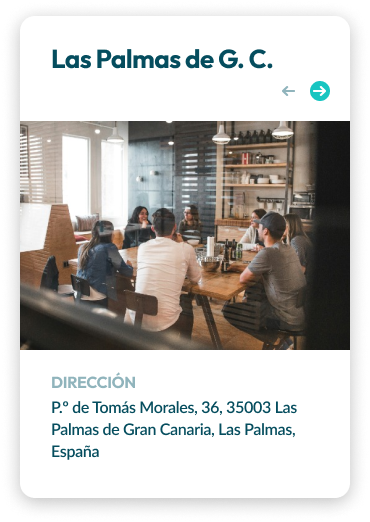 Las Palmas de G. C.
DIRECCIÓN
P.º de Tomás Morales, 36, 35003 Las
Palmas de Gran Canaria, Las Palmas,
España